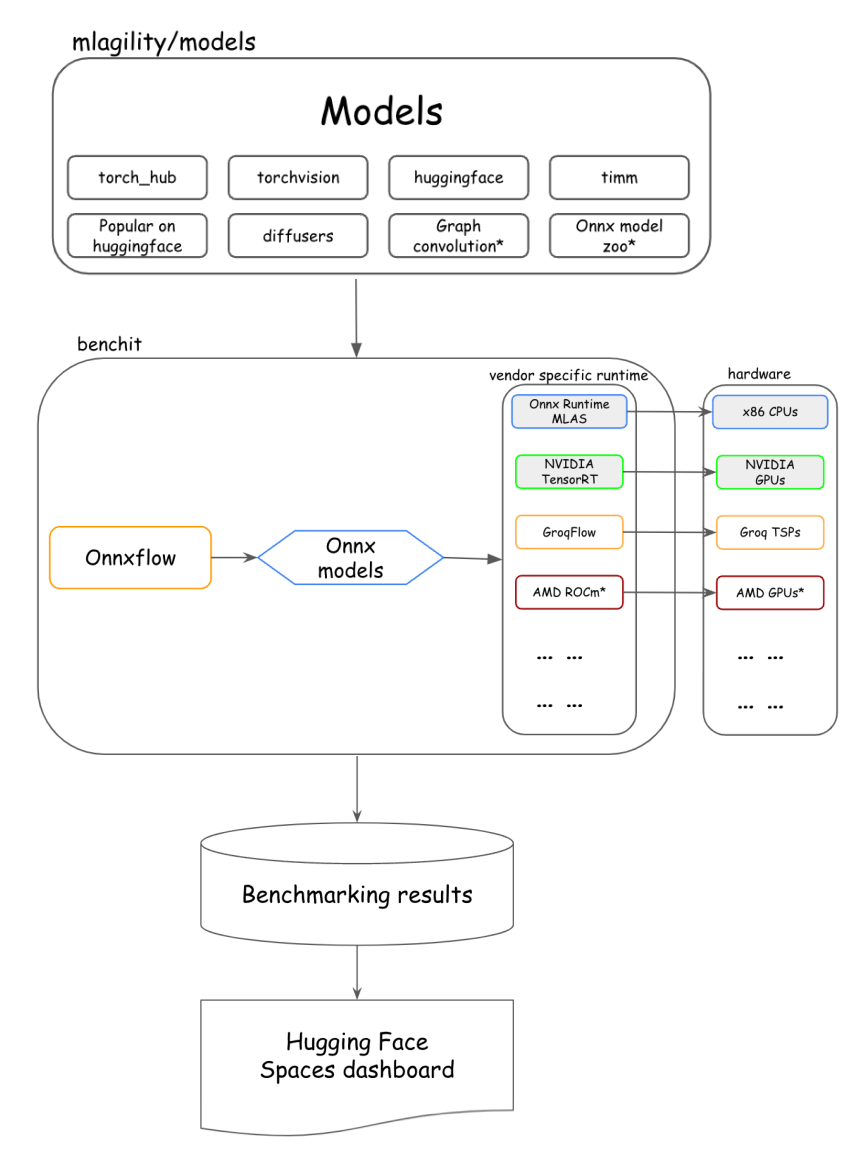 mlagility/models
Models
torch_hub
torchvision
huggingface
timm
Popular on
huggingface
diffusers
Graph
convolution*
Onnx model
zoo*
benchit
vendor specific runtime
hardware
Onnx Runtime
MLAS
x86 CPUs
NVIDIA
TensorRT
NVIDIA
GPUs
Onnxflow
Onnx
models
GroqFlow
Groq TSPs
AMD ROCm*
AMD GPUs*
... ...
... ...
... ...
... ...
Benchmarking results
Hugging Face
Spaces dashboard